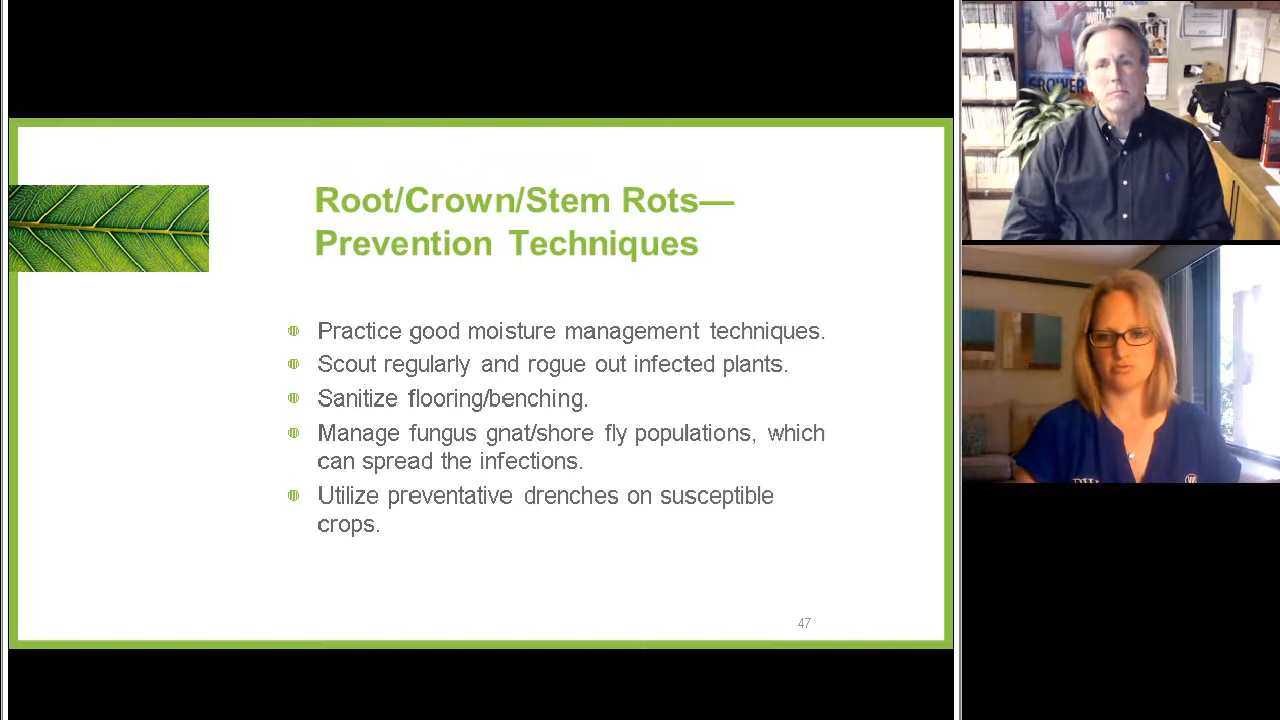 Root/Crown/Stem Rots—
Prevention Techniques
Practice good moisture management techniques.
Scout regularly and rogue out infected plants.
Sanitize flooring/benching.
Manage fungus gnat/shore fly populations, which
can spread the infections.
Utilize preventative drenches on susceptible
crops.
47
GROWER